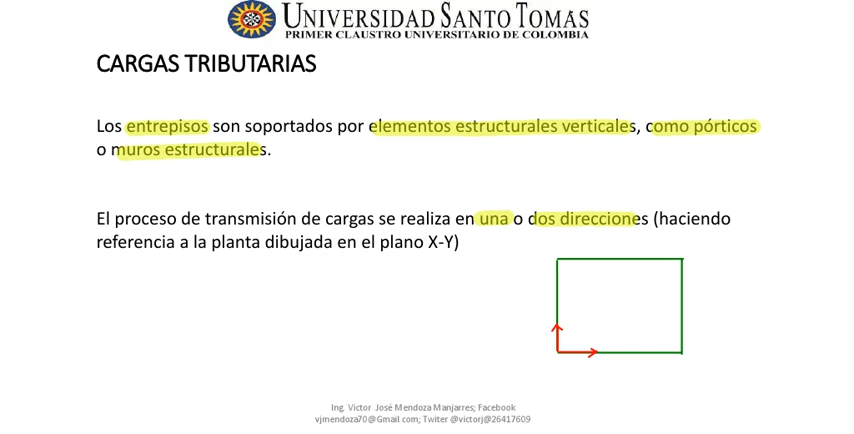 UNIVERSIDAD SANTO TOMAS
PRIMER CLAUSTRO UNIVERSITARIO DE COLOMBIA
CARGAS TRIBUTARIAS
Los entrepisos son soportados por elementos estructurales verticales, como pórticos
o muros estructurales.
El proceso de transmisión de cargas se realiza en una o dos direcciones (haciendo
referencia a la planta dibujada en el plano X-Y)
Ing. Victor José Mendoza Manjarres; Facebook
vjmendoza70@Gmail com; Twiter @victorj@26417609